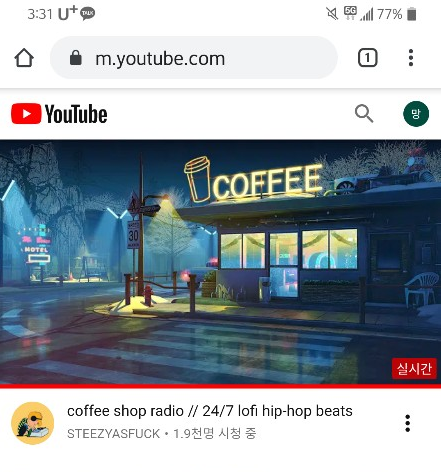 3:31 U+ TALK 5G 77%
m.youtube.com 1
YouTube 망
COFFEE
SPEED
LIMIT
30
MOTEL
실시간
coffee shop radio // 24/7 lofi hip-hop beats
STEEZYASFUCK • 1.9천명 시청 중